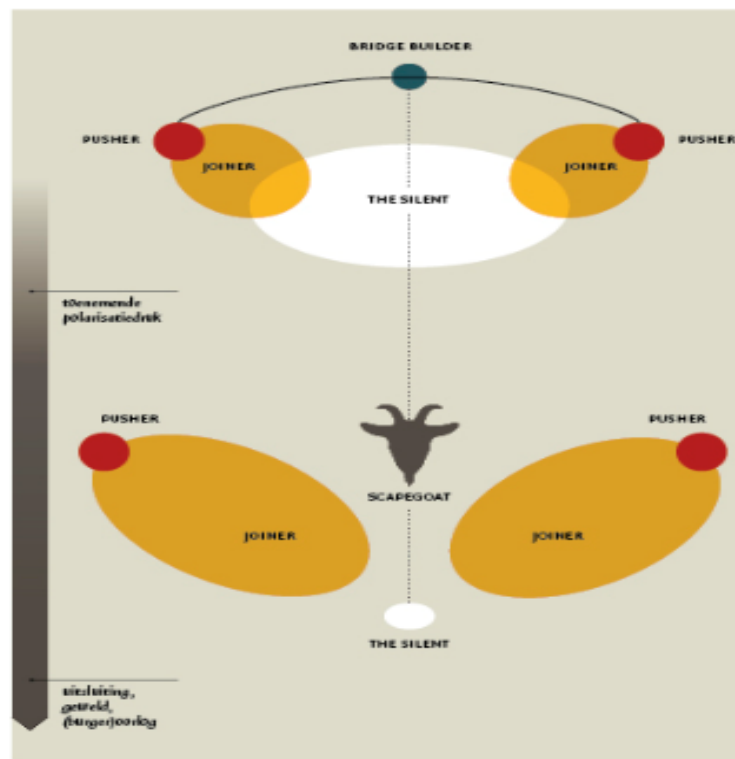 BRIDGE BUILDER
PUSHER
PUSHER
JOINER
JOINER
THE SILENT
toenemende
polarisatiedruk
PUSHER
PUSHER
SCAPEGOAT
JOINER
JOINER
THE SILENT
uitsluiting,
geweld,
(burger)oorlog